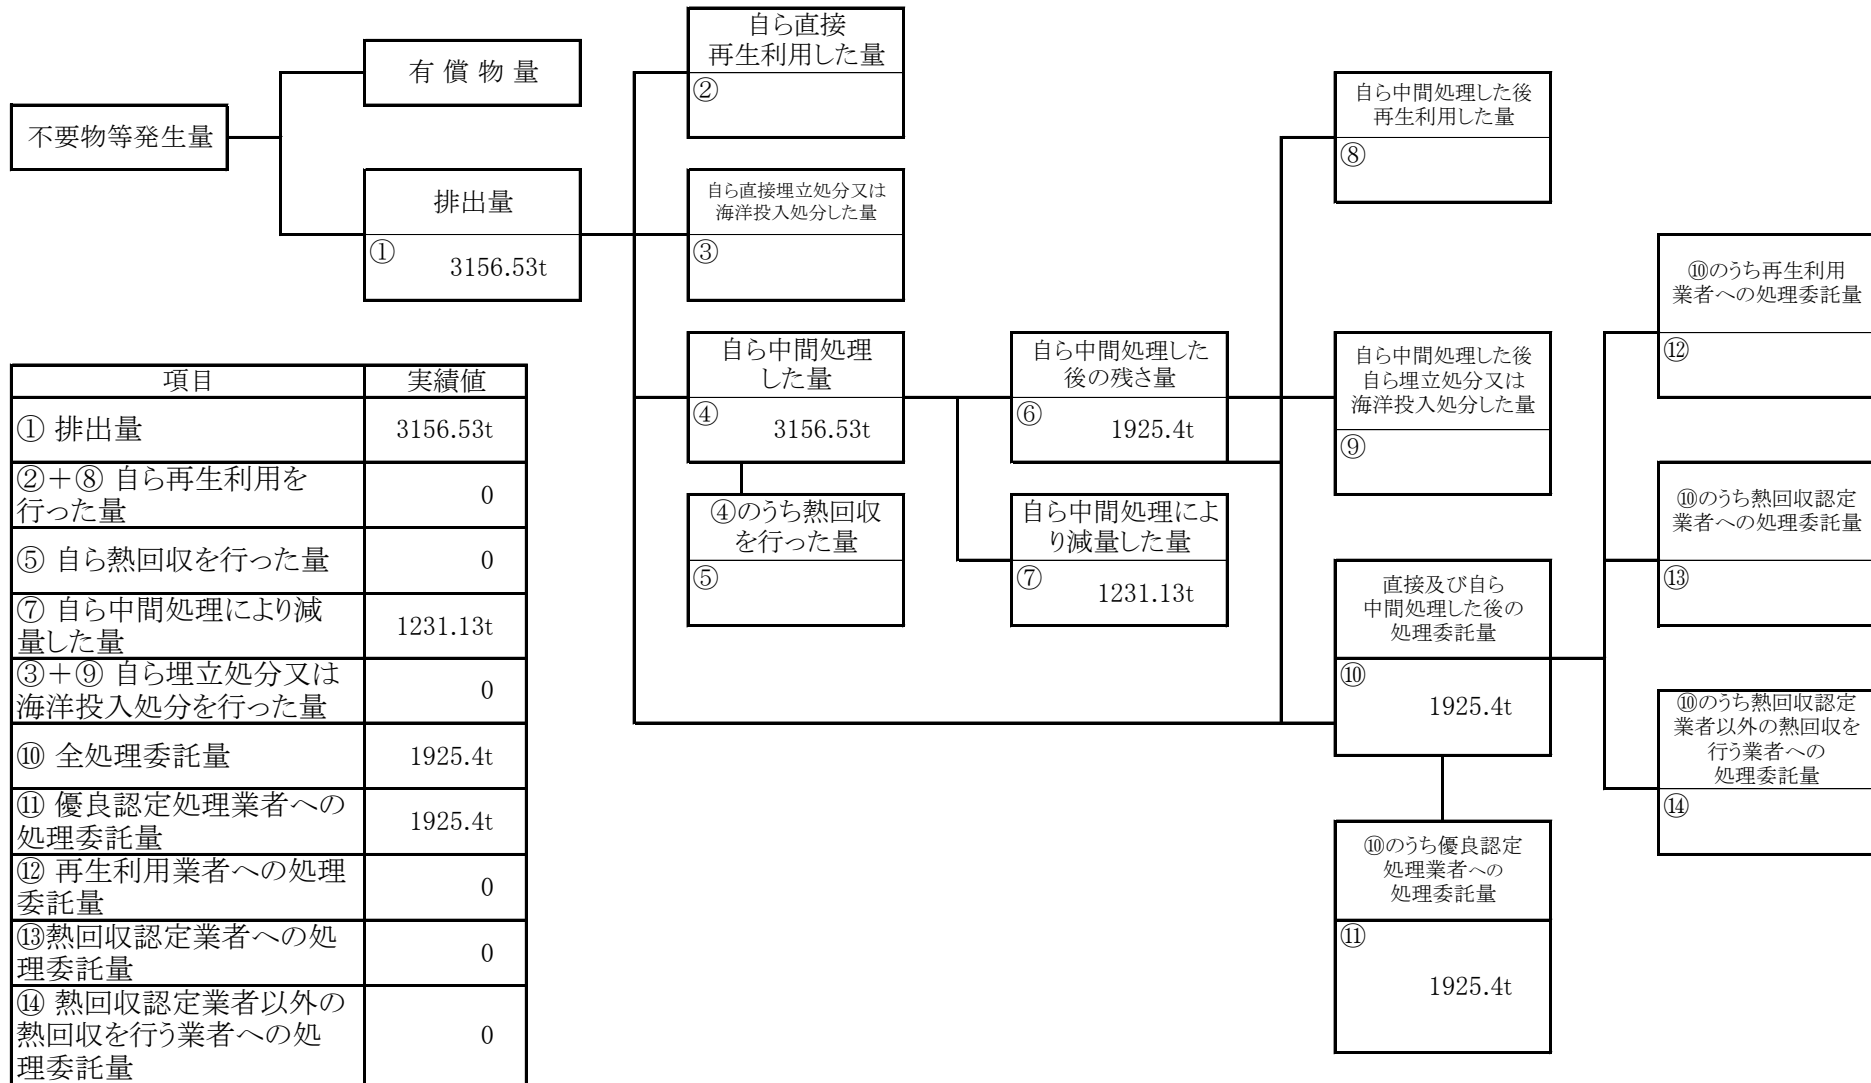 不要物等発生量
有 償 物 量
排出量
①
3156.53t
自ら直接
再生利用した量
②
自ら直接埋立処分又は
海洋投入処分した量
③
自ら中間処理
した量
④
3156.53t
④のうち熱回収
を行った量
⑤
自ら中間処理した
後の残さ量
⑥
1925.4t
自ら中間処理によ
り減量した量
⑦
1231.13t
自ら中間処理した後
再生利用した量
⑧
自ら中間処理した後
自ら埋立処分又は
海洋投入処分した量
⑨
直接及び自ら
中間処理した後の
処理委託量
⑩
1925.4t
⑩のうち優良認定
処理業者への
処理委託量
⑪
1925.4t
⑩のうち再生利用
業者への処理委託量
⑫
⑩のうち熱回収認定
業者への処理委託量
⑬
⑩のうち熱回収認定
業者以外の熱回収を
行う業者への
処理委託量
⑭
項目 実績値
① 排出量 3156.53t
②+⑧ 自ら再生利用を
行った量 0
⑤ 自ら熱回収を行った量 0
⑦ 自ら中間処理により減
量した量 1231.13t
③+⑨ 自ら埋立処分又は
海洋投入処分を行った量 0
⑩ 全処理委託量 1925.4t
⑪ 優良認定処理業者への
処理委託量 1925.4t
⑫ 再生利用業者への処理
委託量 0
⑬熱回収認定業者への処
理委託量 0
⑭ 熱回収認定業者以外の
熱回収を行う業者への処
理委託量 0